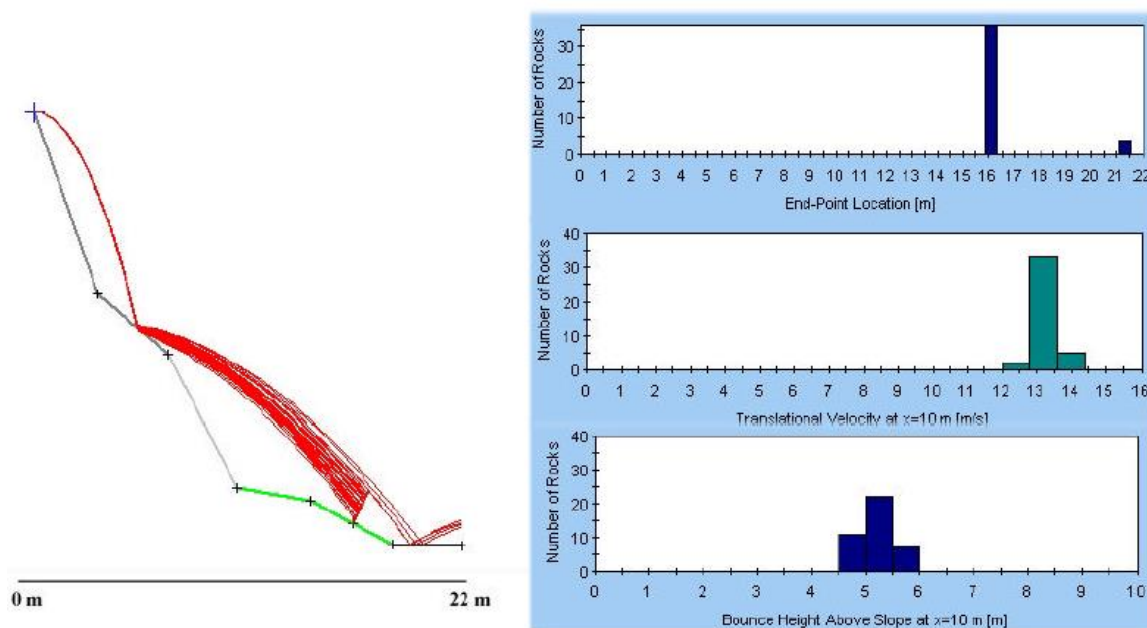 0 m 22 m
Number of Rocks
30
20
10
0
0 1 2 3 4 5 6 7 8 9 10 11 12 13 14 15 16 17 18 19 20 21 22
End-Point Location [m]
Number of Rocks
40
30
20
10
0
0 1 2 3 4 5 6 7 8 9 10 11 12 13 14 15 16
Translational Velocity at x=10 m [m/s]
Number of Rocks
40
30
20
10
0
0 1 2 3 4 5 6 7 8 9 10
Bounce Height Above Slope at x=10 m [m]